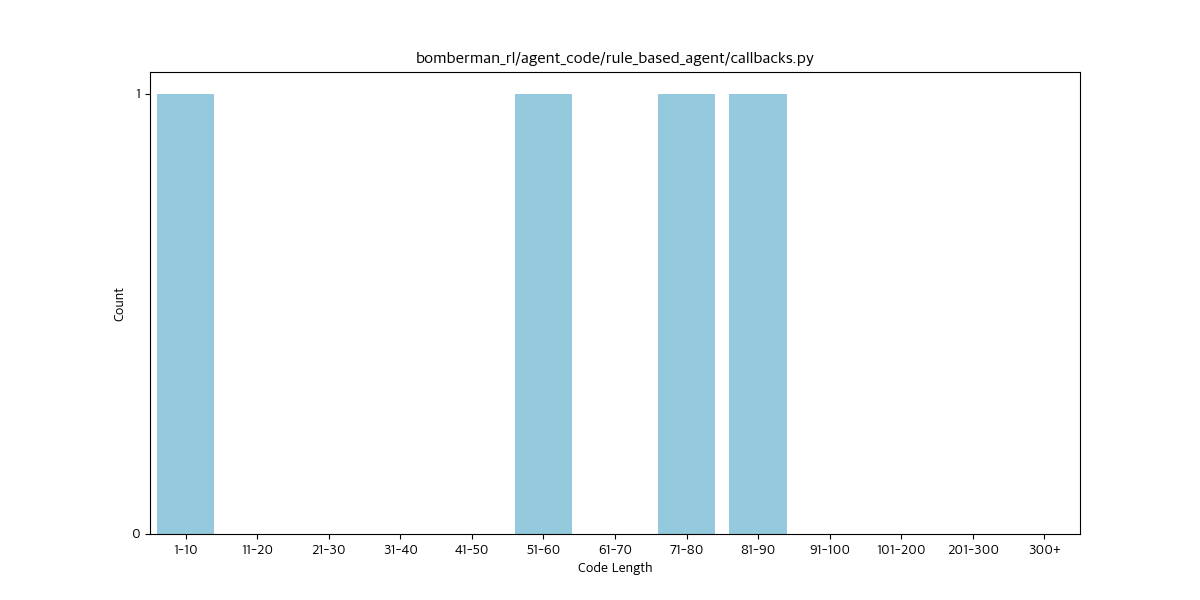 bomberman_rl/agent_code/rule_based_agent/callbacks.py
1
Count
0
1-10 11-20 21-30 31-40 41-50 51-60 61-70 71-80 81-90 91-100 101-200 201-300 300+
Code Length